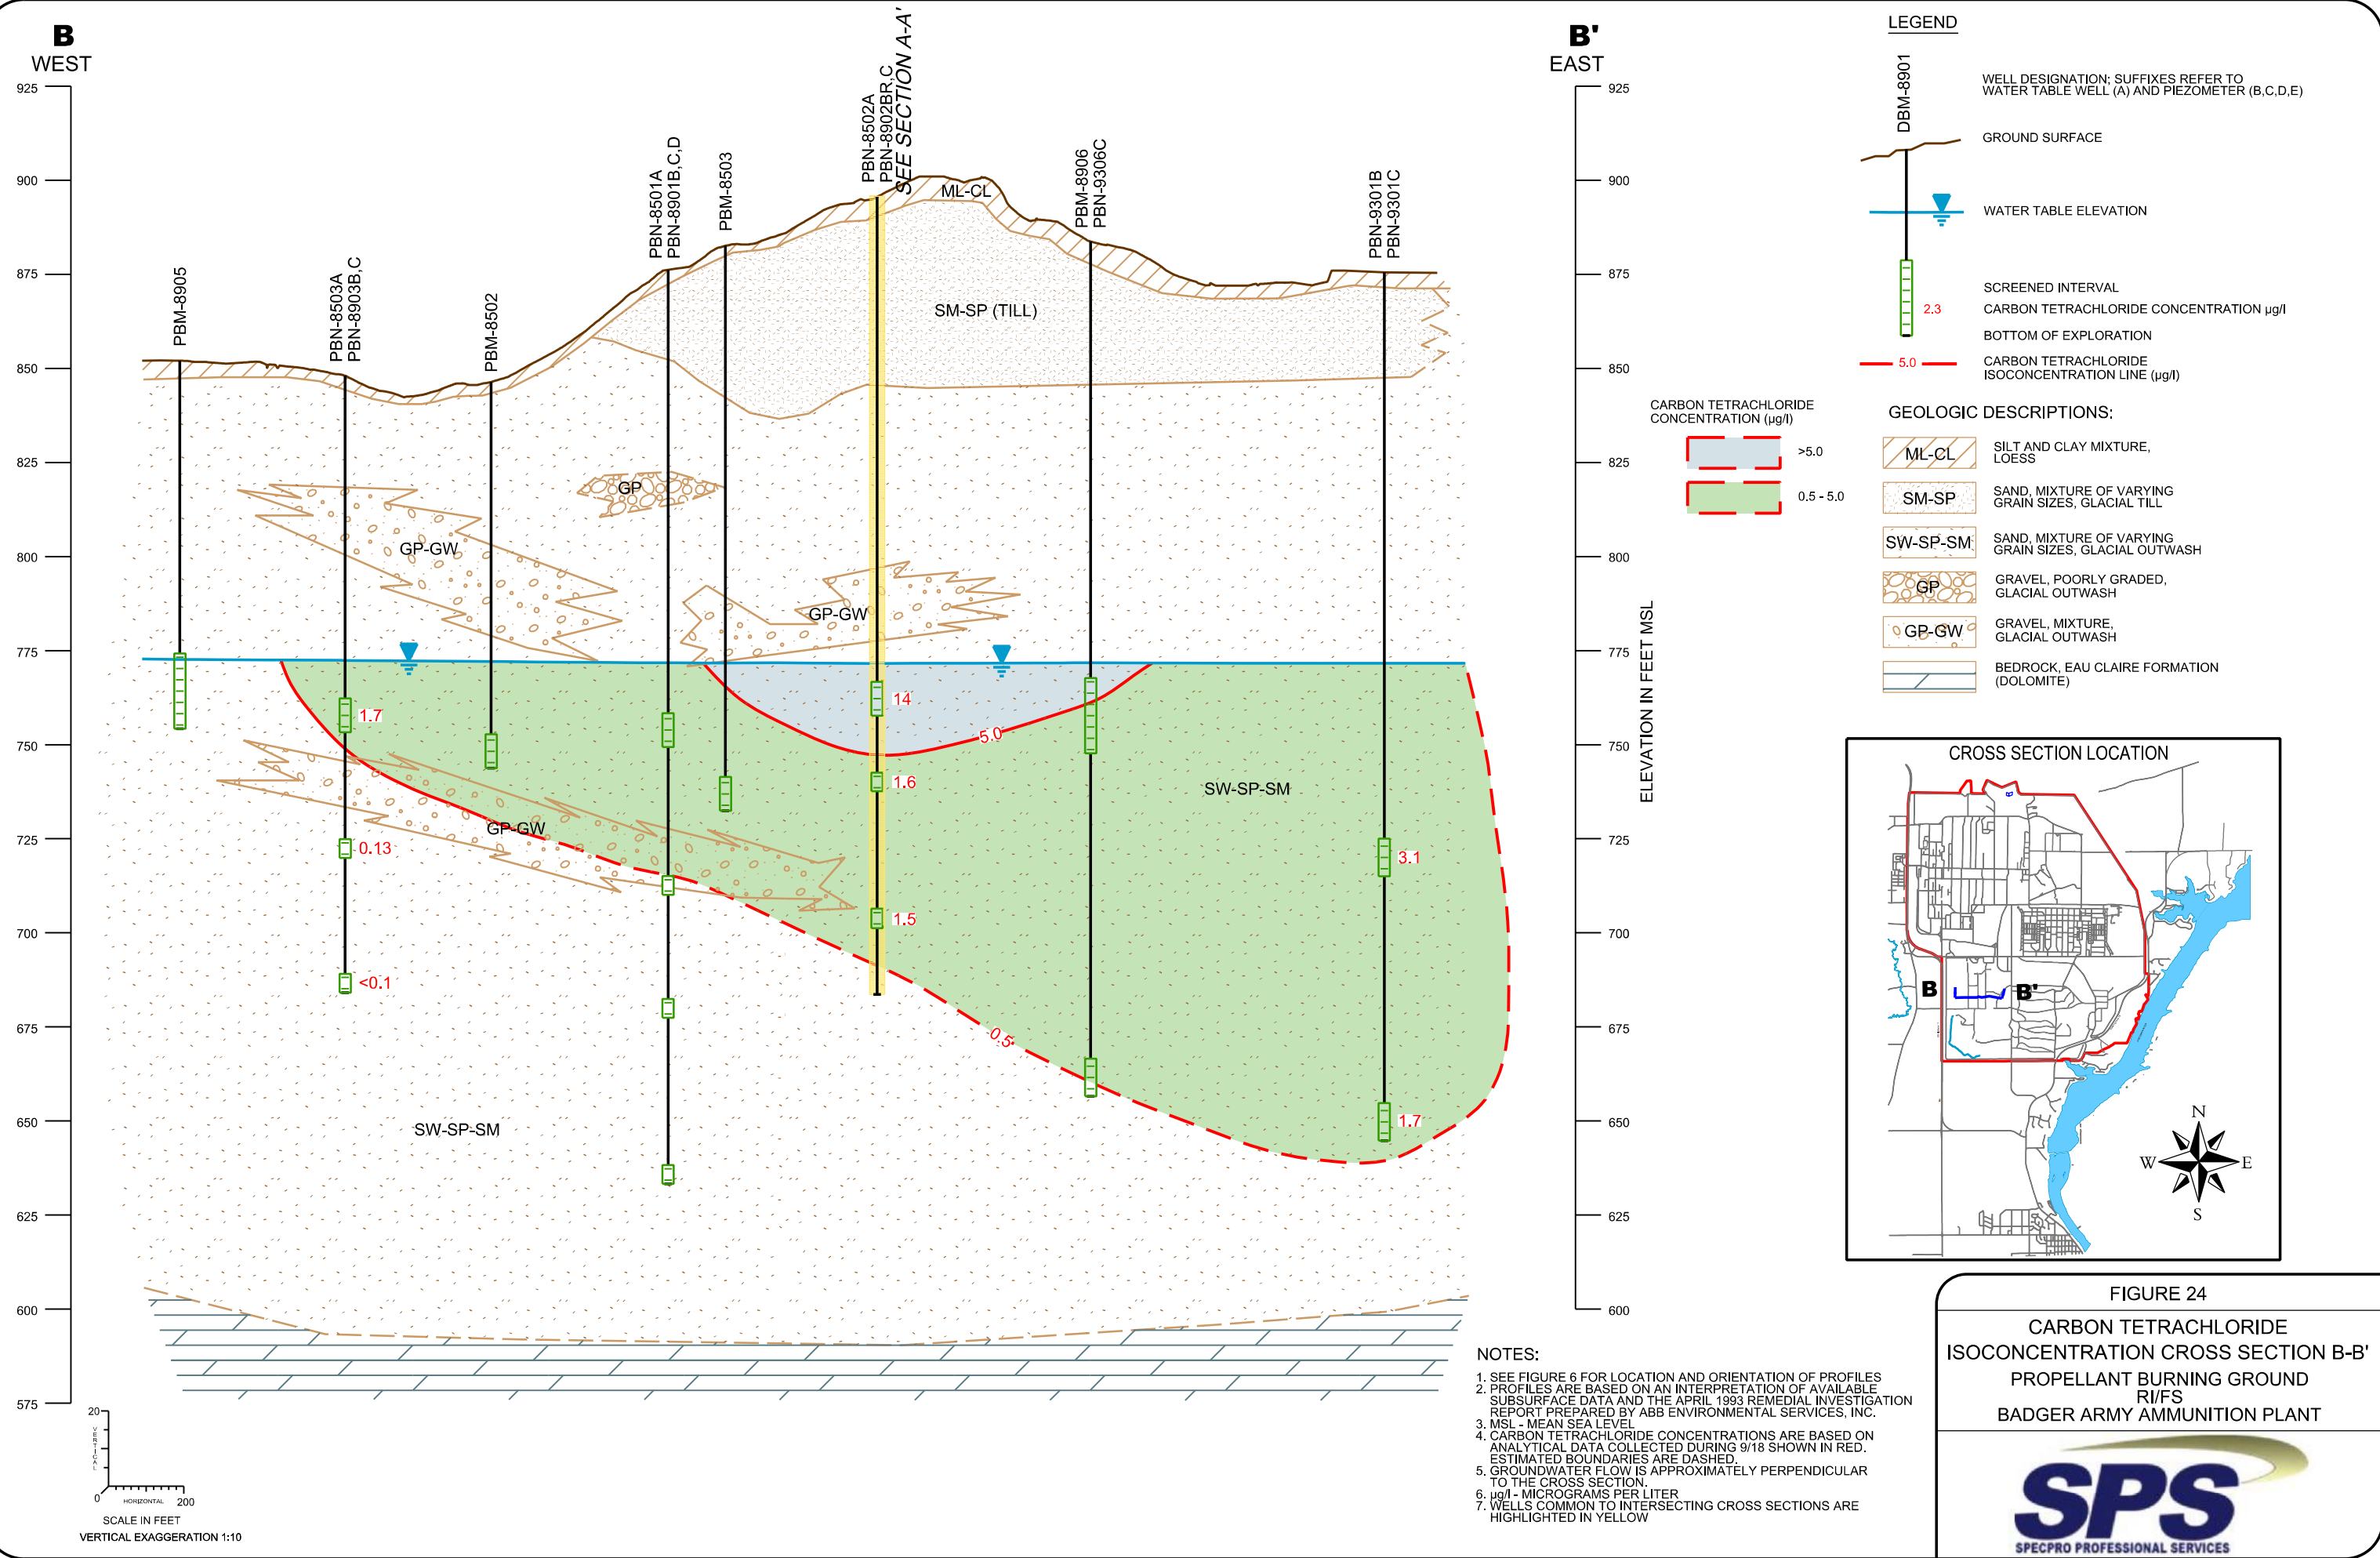 B
WEST
B'
EAST
925
900
875
850
825
800
775
750
725
700
675
650
625
600
575
PBM-8905
PBN-8503A
PBN-8903B,C
PBM-8502
PBN-8501A
PBN-8901B,C,D
PBM-8503
PBN-8502A
PBN-8902BR,C
SEE SECTION A-A'
PBM-8906
PBN-9306C
PBN-9301B
PBN-9301C
ML-CL
SM-SP (TILL)
GP
GP-GW
GP-GW
GP-GW
SW-SP-SM
SW-SP-SM
1.7
0.13
<0.1
14
1.6
1.5
5.0
0.5
3.1
1.7
925
900
875
850
825
800
775
750
725
700
675
650
625
600
ELEVATION IN FEET MSL
20
VERTICAL
0
HORIZONTAL
200
SCALE IN FEET
VERTICAL EXAGGERATION 1:10
LEGEND
DBM-8901
WELL DESIGNATION; SUFFIXES REFER TO
WATER TABLE WELL (A) AND PIEZOMETER (B,C,D,E)
GROUND SURFACE
WATER TABLE ELEVATION
SCREENED INTERVAL
2.3
CARBON TETRACHLORIDE CONCENTRATION µg/l
BOTTOM OF EXPLORATION
5.0
CARBON TETRACHLORIDE
ISOCONCENTRATION LINE (µg/l)
CARBON TETRACHLORIDE
CONCENTRATION (µg/l)
>5.0
0.5 - 5.0
GEOLOGIC DESCRIPTIONS:
ML-CL
SILT AND CLAY MIXTURE,
LOESS
SM-SP
SAND, MIXTURE OF VARYING
GRAIN SIZES, GLACIAL TILL
SW-SP-SM
SAND, MIXTURE OF VARYING
GRAIN SIZES, GLACIAL OUTWASH
GP
GRAVEL, POORLY GRADED,
GLACIAL OUTWASH
GP-GW
GRAVEL, MIXTURE,
GLACIAL OUTWASH
BEDROCK, EAU CLAIRE FORMATION
(DOLOMITE)
CROSS SECTION LOCATION
B
B'
N
W
E
S
NOTES:
1. SEE FIGURE 6 FOR LOCATION AND ORIENTATION OF PROFILES
2. PROFILES ARE BASED ON AN INTERPRETATION OF AVAILABLE
SUBSURFACE DATA AND THE APRIL 1993 REMEDIAL INVESTIGATION
REPORT PREPARED BY ABB ENVIRONMENTAL SERVICES, INC.
3. MSL - MEAN SEA LEVEL
4. CARBON TETRACHLORIDE CONCENTRATIONS ARE BASED ON
ANALYTICAL DATA COLLECTED DURING 9/18 SHOWN IN RED.
ESTIMATED BOUNDARIES ARE DASHED.
5. GROUNDWATER FLOW IS APPROXIMATELY PERPENDICULAR
TO THE CROSS SECTION.
6. µg/l - MICROGRAMS PER LITER
7. WELLS COMMON TO INTERSECTING CROSS SECTIONS ARE
HIGHLIGHTED IN YELLOW
FIGURE 24
CARBON TETRACHLORIDE
ISOCONCENTRATION CROSS SECTION B-B'
PROPELLANT BURNING GROUND
RI/FS
BADGER ARMY AMMUNITION PLANT
SPS
SPECPRO PROFESSIONAL SERVICES